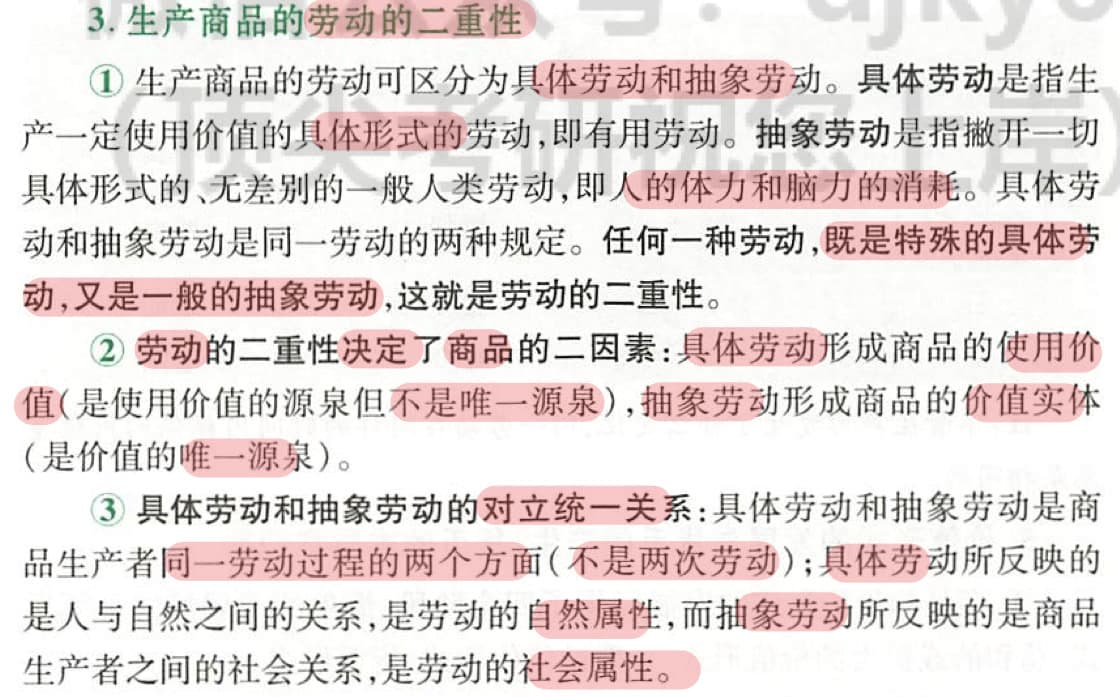 3. 生产商品的劳动的二重性
① 生产商品的劳动可区分为具体劳动和抽象劳动。具体劳动是指生
产一定使用价值的具体形式的劳动,即有用劳动。抽象劳动是指撇开一切
具体形式的、无差别的一般人类劳动,即人的体力和脑力的消耗。具体劳
动和抽象劳动是同一劳动的两种规定。任何一种劳动,既是特殊的具体劳
动,又是一般的抽象劳动,这就是劳动的二重性。
② 劳动的二重性决定了商品的二因素:具体劳动形成商品的使用价
值(是使用价值的源泉但不是唯一源泉),抽象劳动形成商品的价值实体
(是价值的唯一源泉)。
③ 具体劳动和抽象劳动的对立统一关系:具体劳动和抽象劳动是商
品生产者同一劳动过程的两个方面(不是两次劳动);具体劳动所反映的
是人与自然之间的关系,是劳动的自然属性,而抽象劳动所反映的是商品
生产者之间的社会关系,是劳动的社会属性。
(顶尖考研祝您上岸)